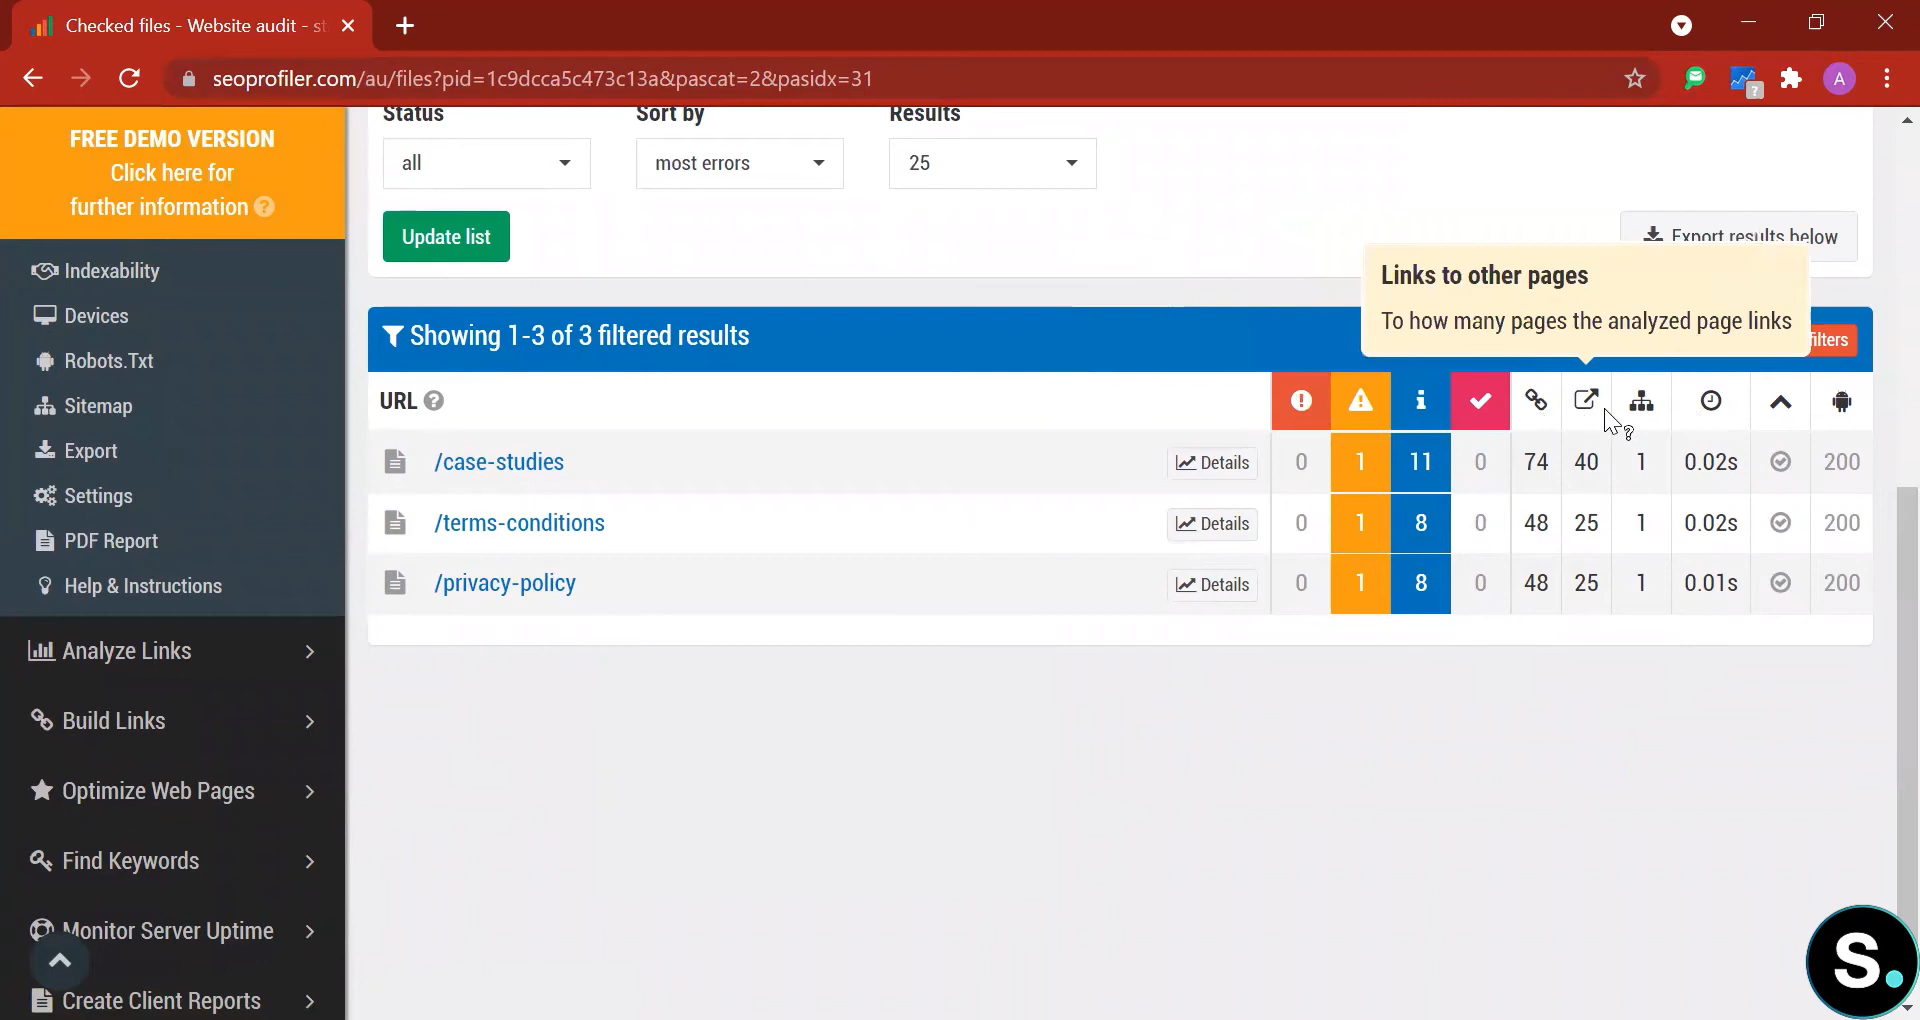 Checked files - Website audit - st
seoprofiler.com/au/files?pid=1c9dcca5c473c13a&pascat=2&pasidx=31
A
?
FREE DEMO VERSION
Click here for
further information ?
Indexability
Devices
Robots.Txt
Sitemap
Export
Settings
PDF Report
Help & Instructions
Analyze Links
Build Links
Optimize Web Pages
Find Keywords
Monitor Server Uptime
Create Client Reports
Status Sort by Results
all most errors 25
Update list
Export results below
Links to other pages
To how many pages the analyzed page links
Showing 1-3 of 3 filtered results
filters
URL ?
/case-studies Details 0 1 11 0 74 40 1 0.02s 200
/terms-conditions Details 0 1 8 0 48 25 1 0.02s 200
/privacy-policy Details 0 1 8 0 48 25 1 0.01s 200
S.